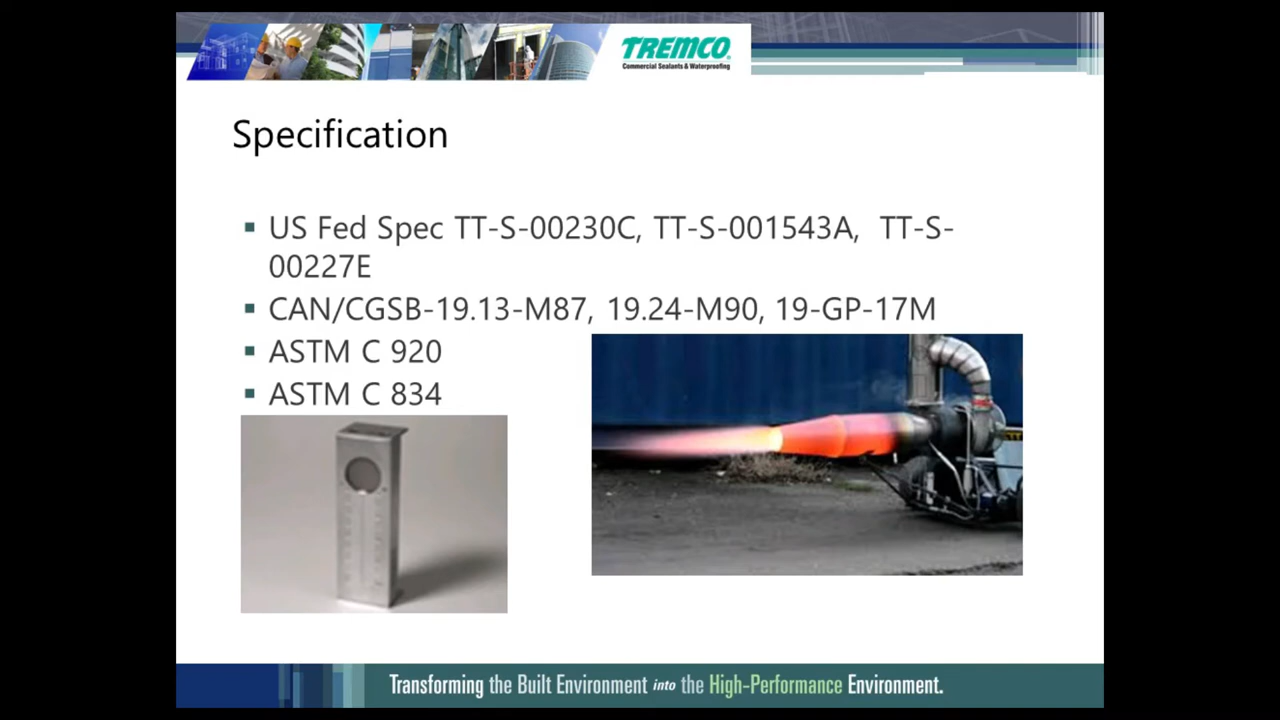 TREMCO
Commercial Sealants & Waterproofing
Specification
US Fed Spec TT-S-00230C, TT-S-001543A, TT-S-
00227E
CAN/CGSB-19.13-M87, 19.24-M90, 19-GP-17M
ASTM C 920
ASTM C 834
Transforming the Built Environment into the High-Performance Environment.